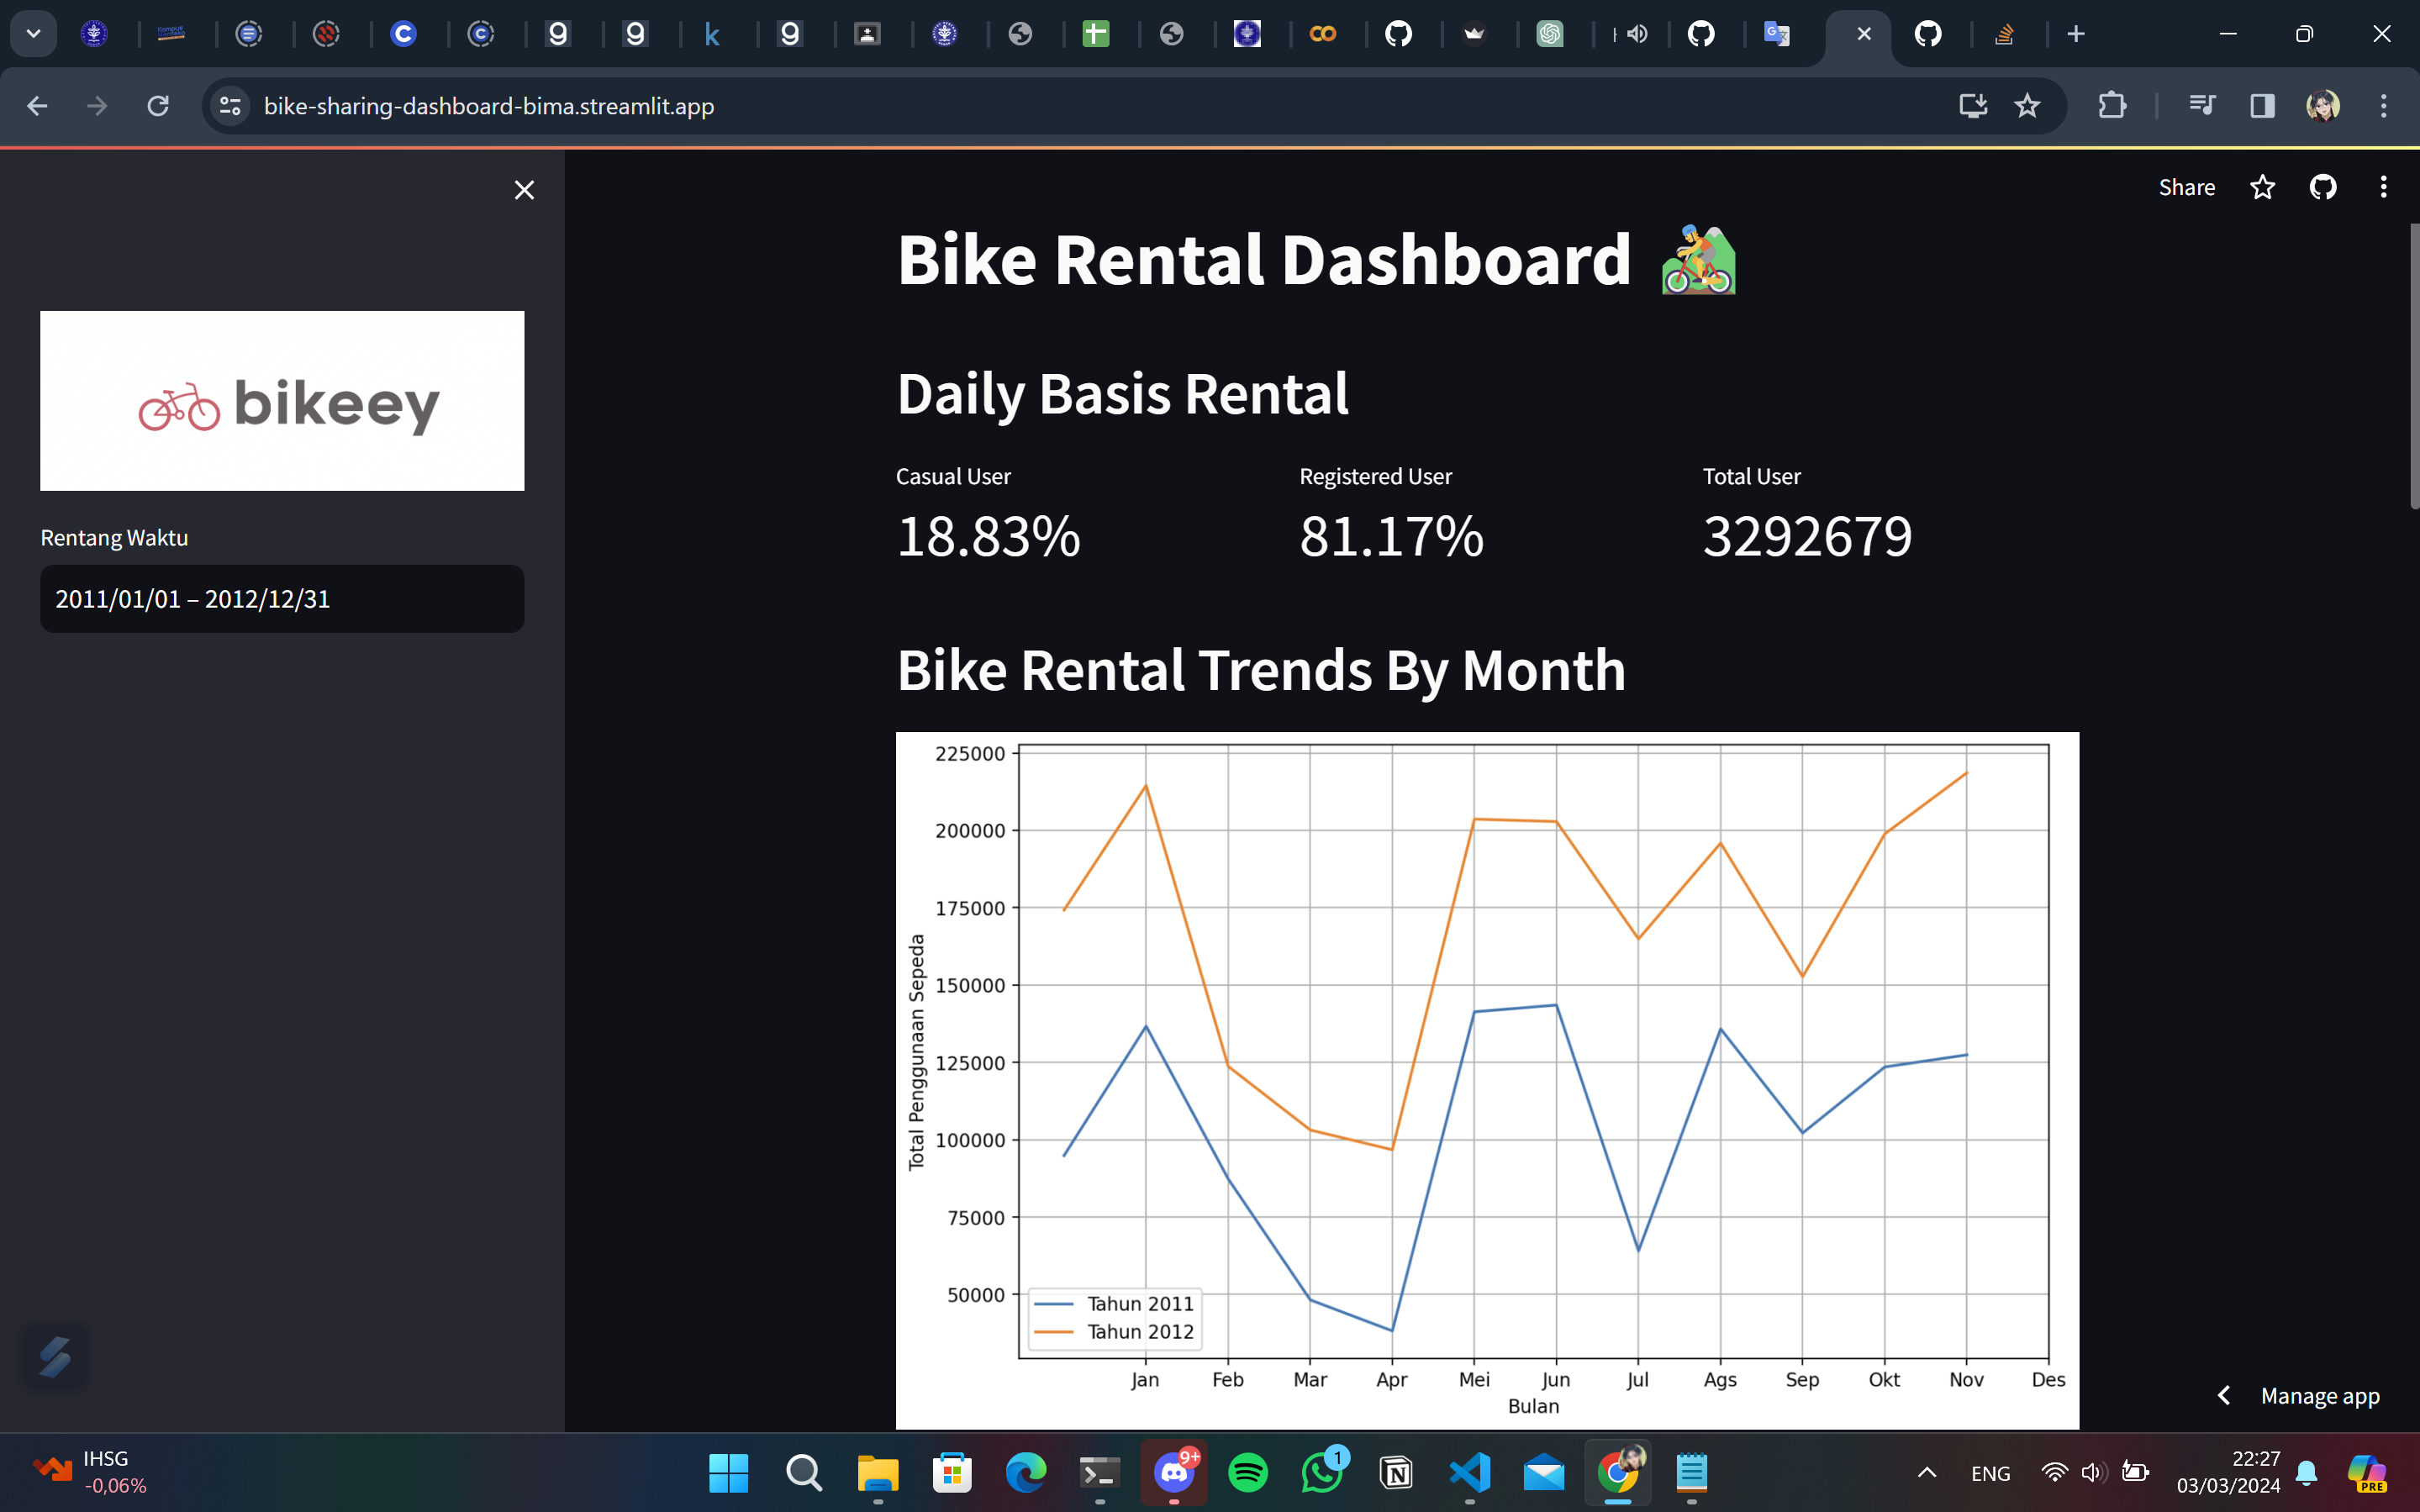 bike-sharing-dashboard-bima.streamlit.app
Share
bikeey
Rentang Waktu
2011/01/01 – 2012/12/31
Bike Rental Dashboard
Daily Basis Rental
Casual User
Registered User
Total User
18.83%
81.17%
3292679
Bike Rental Trends By Month
225000
200000
175000
150000
125000
100000
75000
50000
Total Penggunaan Sepeda
Tahun 2011
Tahun 2012
Jan Feb Mar Apr Mei Jun Jul Ags Sep Okt Nov Des
Bulan
Manage app
IHSG
-0,06%
9+
1
ENG
22:27
03/03/2024
PRE